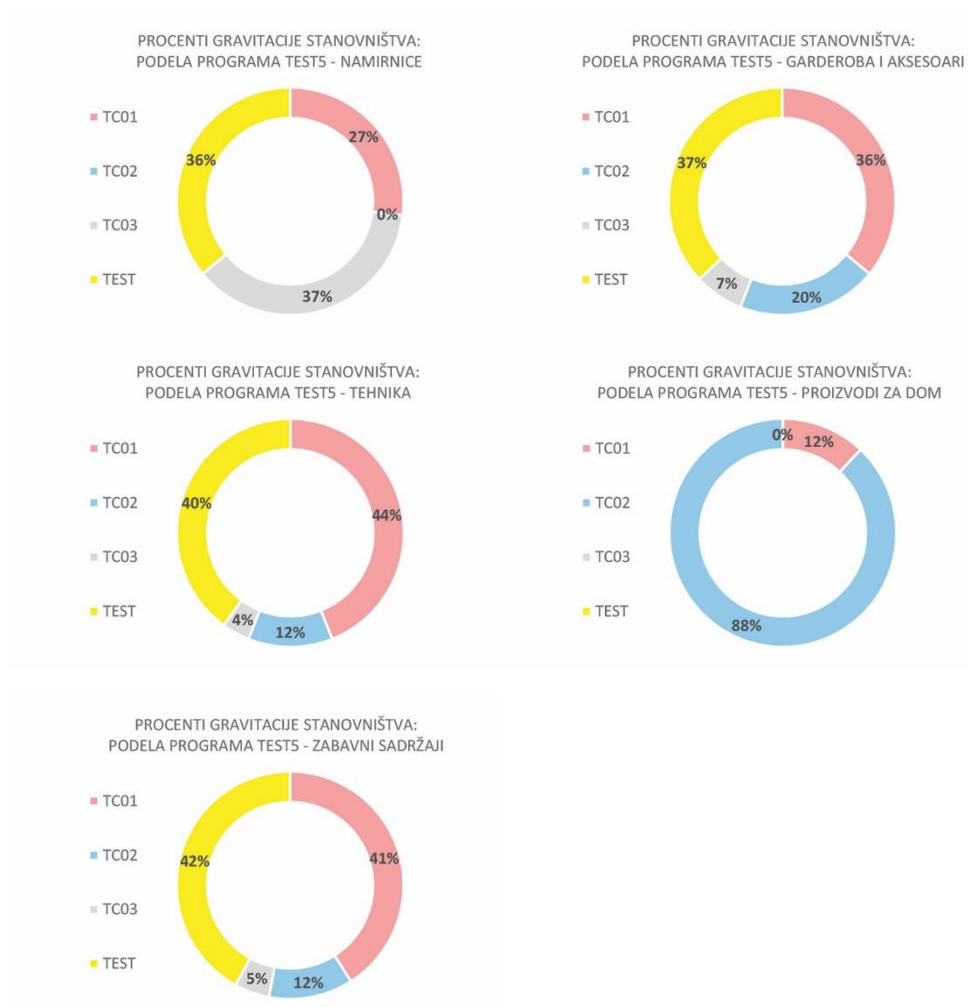 PROCENTI GRAVITACIJE STANOVNIŠTVA:
PODELA PROGRAMA TEST5 - NAMIRNICE
TC01
TC02
TC03
TEST
27%
0%
37%
36%
PROCENTI GRAVITACIJE STANOVNIŠTVA:
PODELA PROGRAMA TEST5 - GARDEROBA I AKSESOARI
TC01
TC02
TC03
TEST
36%
20%
7%
37%
PROCENTI GRAVITACIJE STANOVNIŠTVA:
PODELA PROGRAMA TEST5 - TEHNIKA
TC01
TC02
TC03
TEST
44%
12%
4%
40%
PROCENTI GRAVITACIJE STANOVNIŠTVA:
PODELA PROGRAMA TEST5 - PROIZVODI ZA DOM
TC01
TC02
TC03
TEST
0%
12%
88%
PROCENTI GRAVITACIJE STANOVNIŠTVA:
PODELA PROGRAMA TEST5 - ZABAVNI SADRŽAJI
TC01
TC02
TC03
TEST
41%
12%
5%
42%